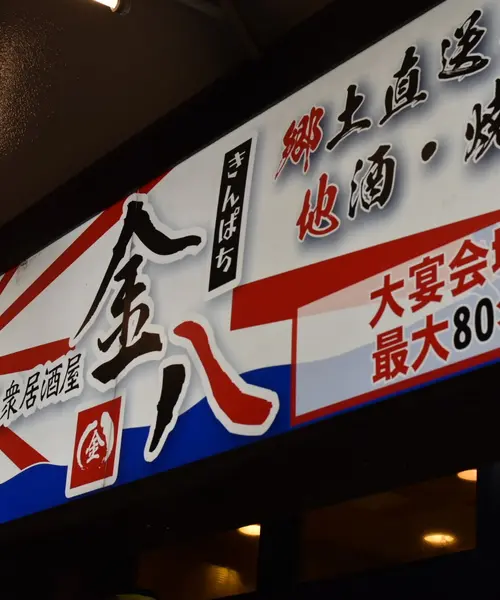 衆居酒屋
金八
きんぱち
金
郷土直送
地酒・焼
大宴会場
最大80